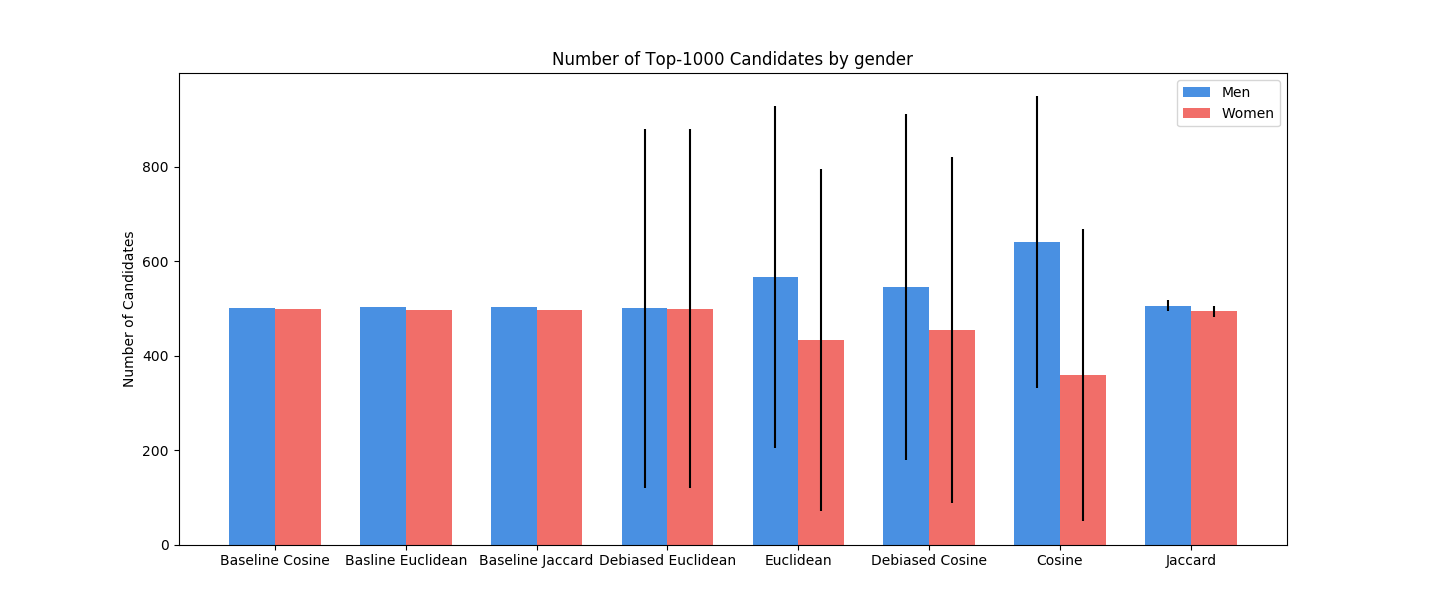 Number of Top-1000 Candidates by gender
Men
Women
Number of Candidates
800
600
400
200
0
Baseline Cosine Basline Euclidean Baseline Jaccard Debiased Euclidean Euclidean Debiased Cosine Cosine Jaccard